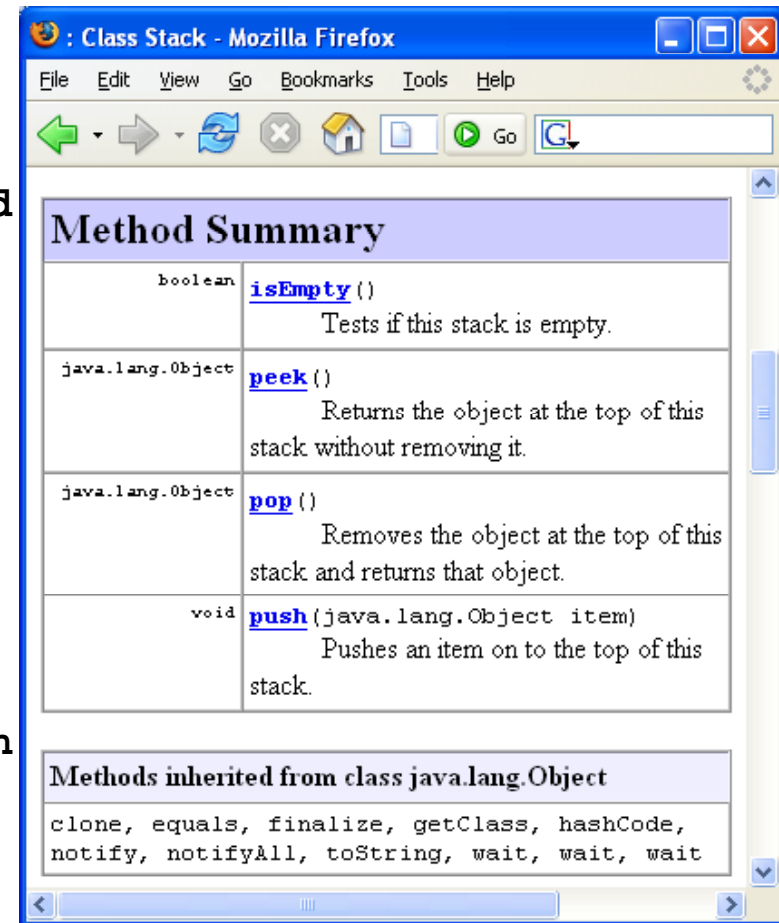 : Class Stack - Mozilla Firefox
File Edit View Go Bookmarks Tools Help
Go G
d
Method Summary
boolean isEmpty()
Tests if this stack is empty.
java.lang.Object peek()
Returns the object at the top of this
stack without removing it.
java.lang.Object pop()
Removes the object at the top of this
stack and returns that object.
void push(java.lang.Object item)
Pushes an item on to the top of this
stack.
n
Methods inherited from class java.lang.Object
clone, equals, finalize, getClass, hashCode,
notify, notifyAll, toString, wait, wait, wait